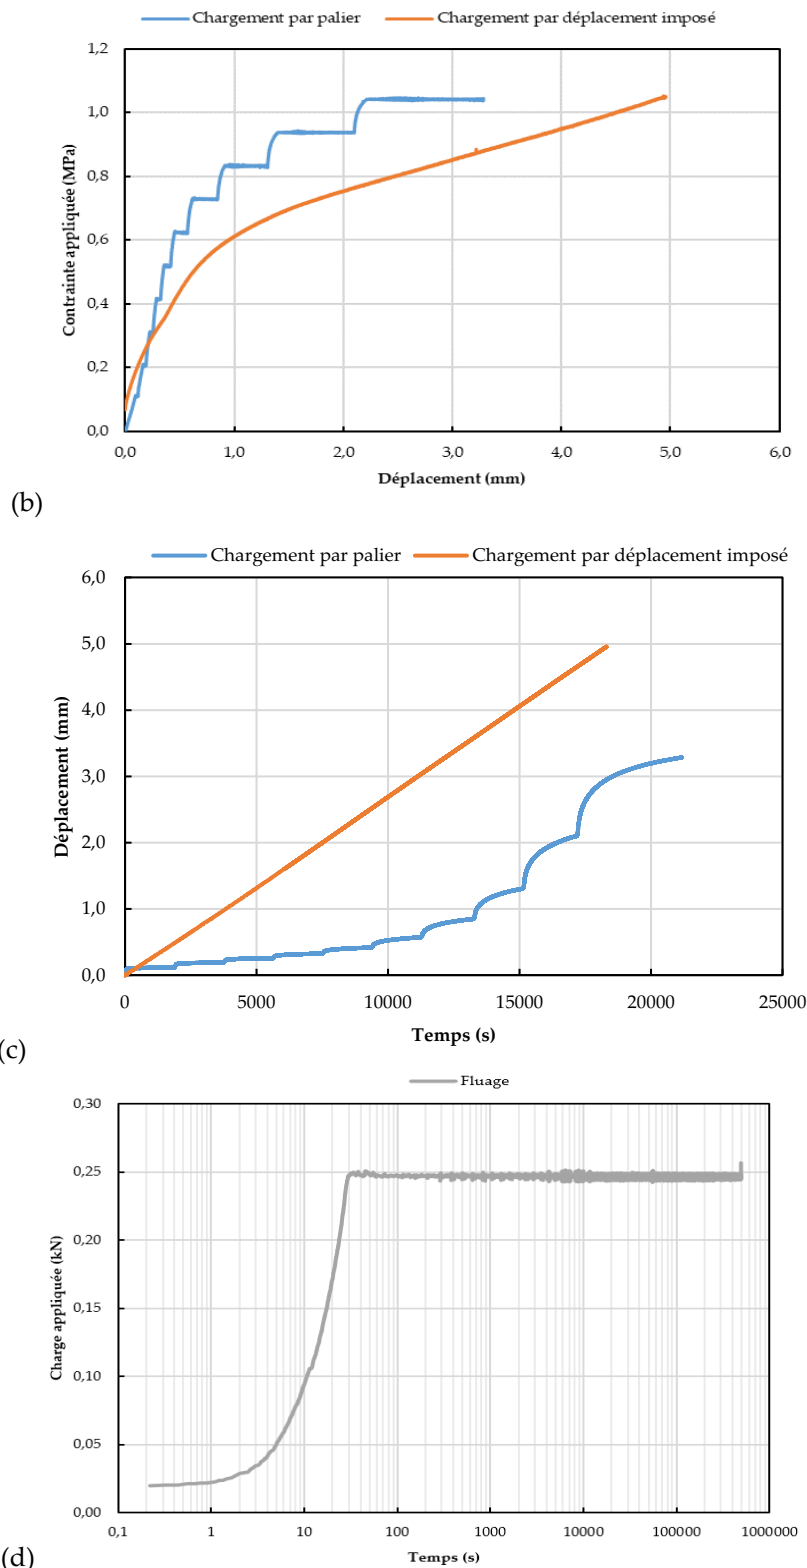 Chargement par palier Chargement par déplacement imposé
1,2
1,0
0,8
0,6
0,4
0,2
0,0
0,0 1,0 2,0 3,0 4,0 5,0 6,0
Contrainte appliquée (MPa)
Déplacement (mm)
(b)
Chargement par palier Chargement par déplacement imposé
6,0
5,0
4,0
3,0
2,0
1,0
0,0
0 5000 10000 15000 20000 25000
Déplacement (mm)
Temps (s)
(c)
Fluage
0,30
0,25
0,20
0,15
0,10
0,05
0,00
0,1 1 10 100 1000 10000 100000 1000000
Charge appliquée (kN)
Temps (s)
(d)